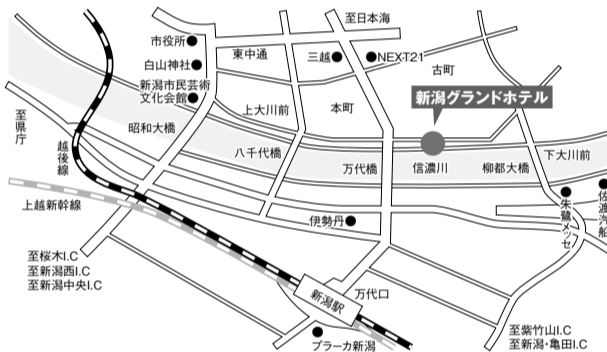 至日本海
市役所
東中通
三越
NEXT21
白山神社
古町
新潟市民芸術
文化会館
上大川前
本町
新潟グランドホテル
至県庁
昭和大橋
越後線
八千代橋
万代橋
信濃川
柳都大橋
下大川前
上越新幹線
伊勢丹
朱鷺メッセ
佐渡汽船
至桜木I.C
至新潟西I.C
至新潟中央I.C
新潟駅
万代口
プラーカ新潟
至紫竹山I.C
至新潟・亀田I.C